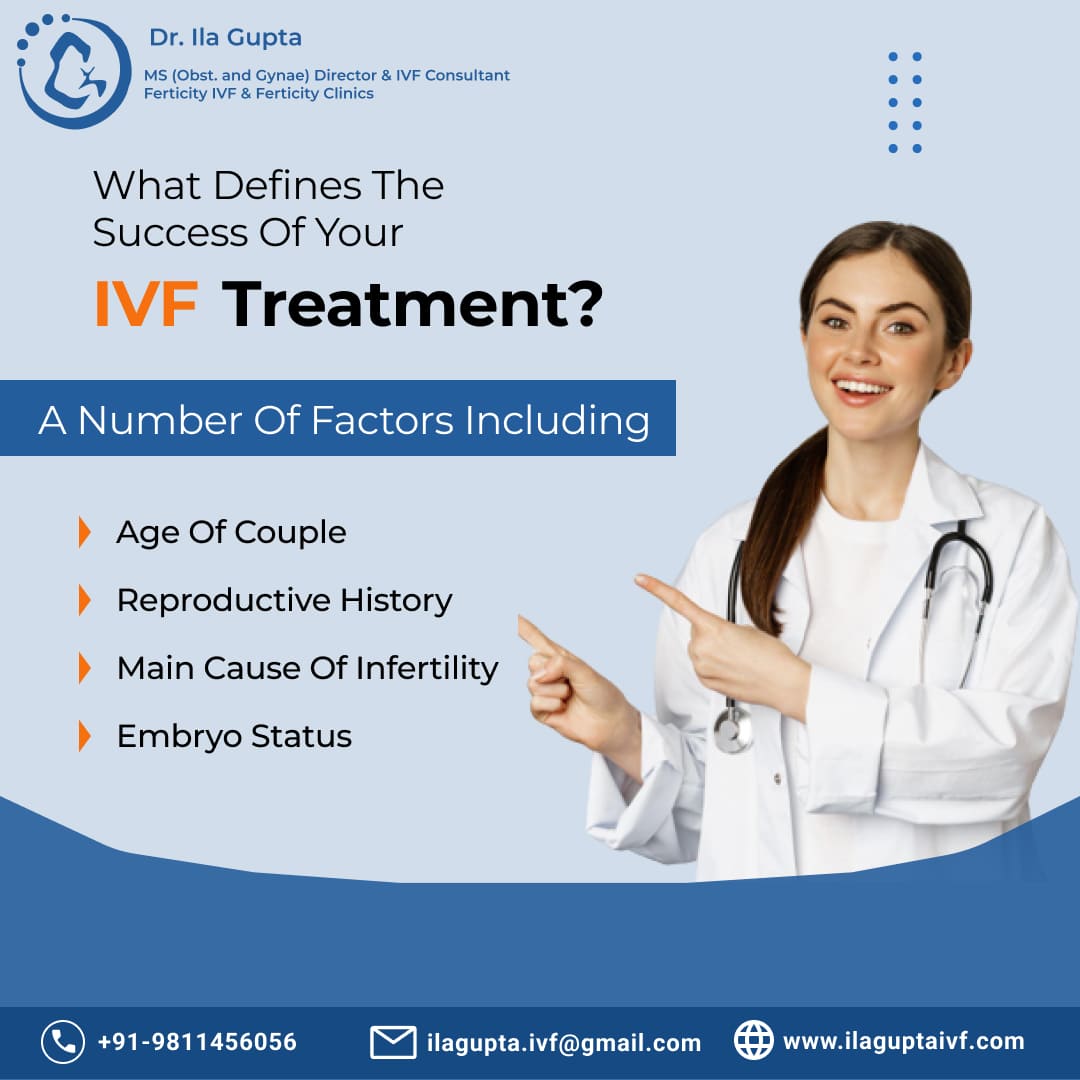 Dr. Ila Gupta
MS (Obst. and Gynae) Director & IVF Consultant
Ferticity IVF & Ferticity Clinics
What Defines The
Success Of Your
IVF Treatment?
A Number Of Factors Including
Age Of Couple
Reproductive History
Main Cause Of Infertility
Embryo Status
+91-9811456056
ilagupta.ivf@gmail.com
www.ilaguptaivf.com